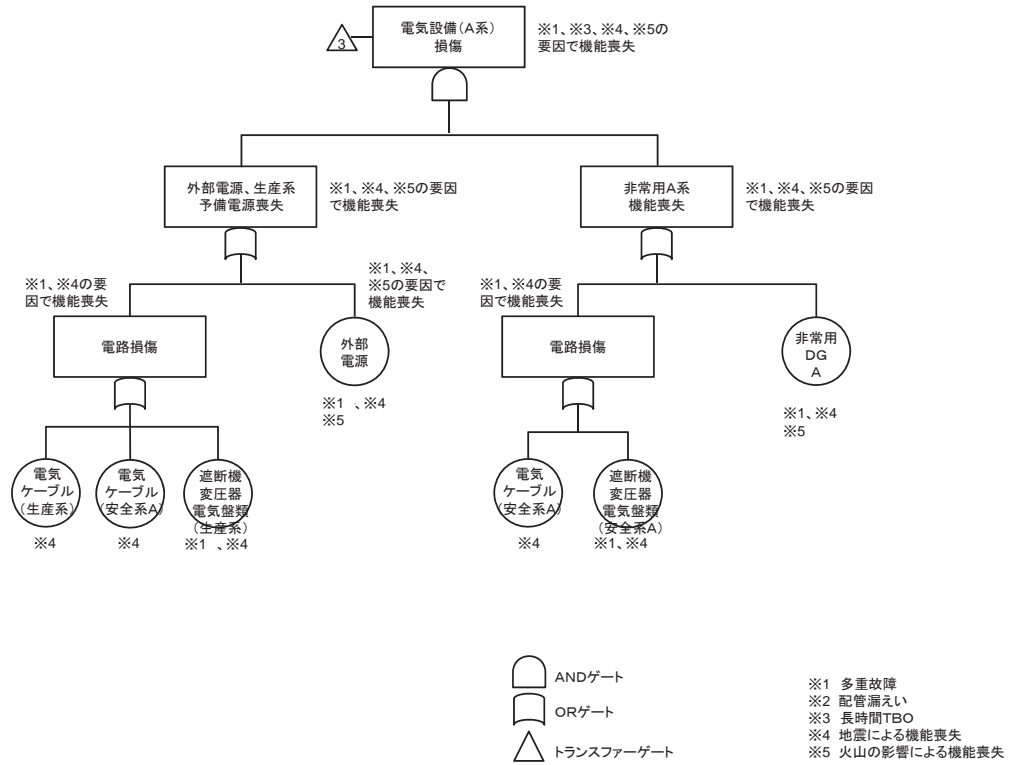 電気設備(A系)
損傷
※1、※3、※4、※5の
要因で機能喪失
3
外部電源、生産系
予備電源喪失
※1、※4、※5の要因
で機能喪失
非常用A系
機能喪失
※1、※4、※5の要因
で機能喪失
※1、※4の要
因で機能喪失
※1、※4、
※5の要因で
機能喪失
※1、※4の要
因で機能喪失
電路損傷
外部
電源
電路損傷
非常用
DG
A
※1 、※4
※5
※1、※4
※5
電気
ケーブル
(生産系)
電気
ケーブル
(安全系A)
遮断機
変圧器
電気盤類
(生産系)
電気
ケーブル
(安全系A)
遮断機
変圧器
電気盤類
(安全系A)
※4
※4
※1 、※4
※4
※1、※4
ANDゲート
ORゲート
トランスファーゲート
※1 多重故障
※2 配管漏えい
※3 長時間TBO
※4 地震による機能喪失
※5 火山の影響による機能喪失